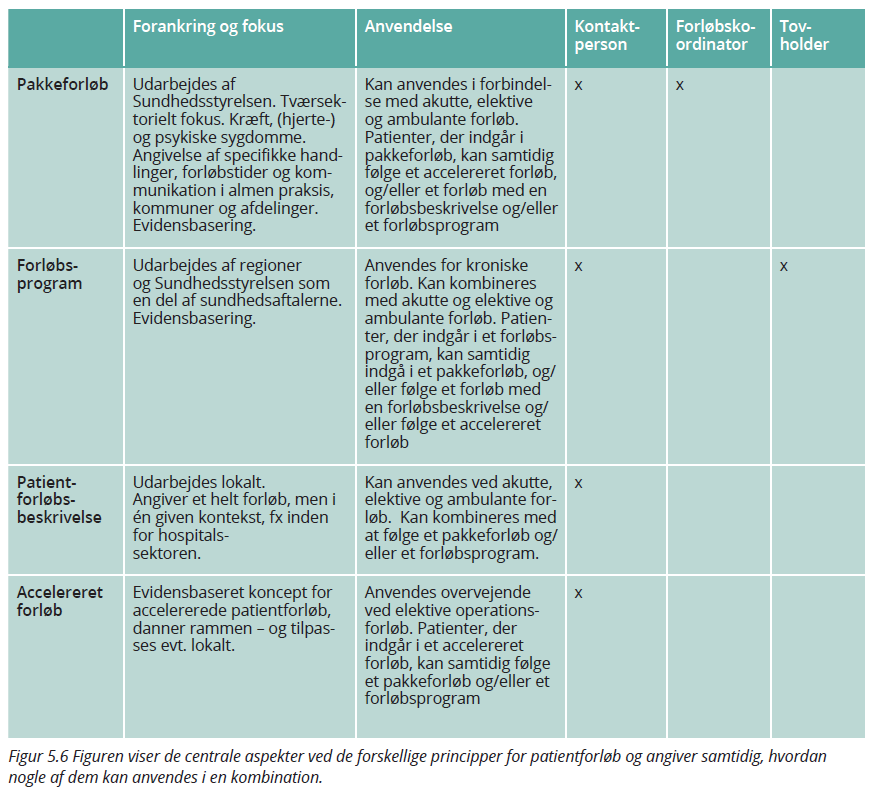 Forankring og fokus
Anvendelse
Kontakt-
person
Forløbsko-
ordinator
Tov-
holder
Pakkeforløb
Udarbejdes af
Sundhedsstyrelsen. Tværsek-
torielt fokus. Kræft, (hjerte-)
og psykiske sygdomme.
Angivelse af specifikke hand-
linger, forløbstider og kom-
munikation i almen praksis,
kommuner og afdelinger.
Evidensbasering.
Kan anvendes i forbindel-
se med akutte, elektive
og ambulante forløb.
Patienter, der indgår i
pakkeforløb, kan samtidig
følge et accelereret forløb,
og/eller et forløb med en
forløbsbeskrivelse og/eller
et forløbsprogram
x
x
Forløbs-
program
Udarbejdes af regioner
og Sundhedsstyrelsen som
en del af sundhedsaftalerne.
Evidensbasering.
Anvendes for kroniske
forløb. Kan kombineres
med akutte og elektive og
ambulante forløb. Patien-
ter, der indgår i et forløbs-
program, kan samtidig
indgå i et pakkeforløb, og/
eller følge et forløb med
en forløbsbeskrivelse og/
eller følge et accelereret
forløb
x
x
Patient-
forløbs-
beskrivelse
Udarbejdes lokalt.
Angiver et helt forløb, men i
én given kontekst, fx inden
for hospitals-
sektoren.
Kan anvendes ved akutte,
elektive og ambulante for-
løb. Kan kombineres med
at følge et pakkeforløb og/
eller et forløbsprogram.
x
Accelereret
forløb
Evidensbaseret koncept for
accelererede patientforløb,
danner rammen – og tilpas-
ses evt. lokalt.
Anvendes overvejende
ved elektive operations-
forløb. Patienter, der
indgår i et accelereret
forløb, kan samtidig følge
et pakkeforløb og/eller et
forløbsprogram
x
Figur 5.6 Figuren viser de centrale aspekter ved de forskellige principper for patientforløb og angiver samtidig, hvordan
nogle af dem kan anvendes i en kombination.